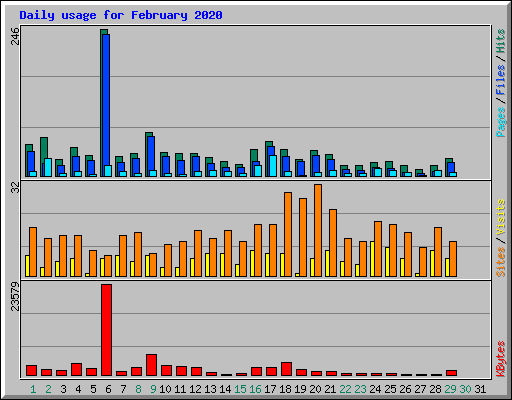 Daily usage for February 2020
246
Pages / Files / Hits
32
Sites / Visits
23579
KBytes
1 2 3 4 5 6 7 8 9 10 11 12 13 14 15 16 17 18 19 20 21 22 23 24 25 26 27 28 29 30 31